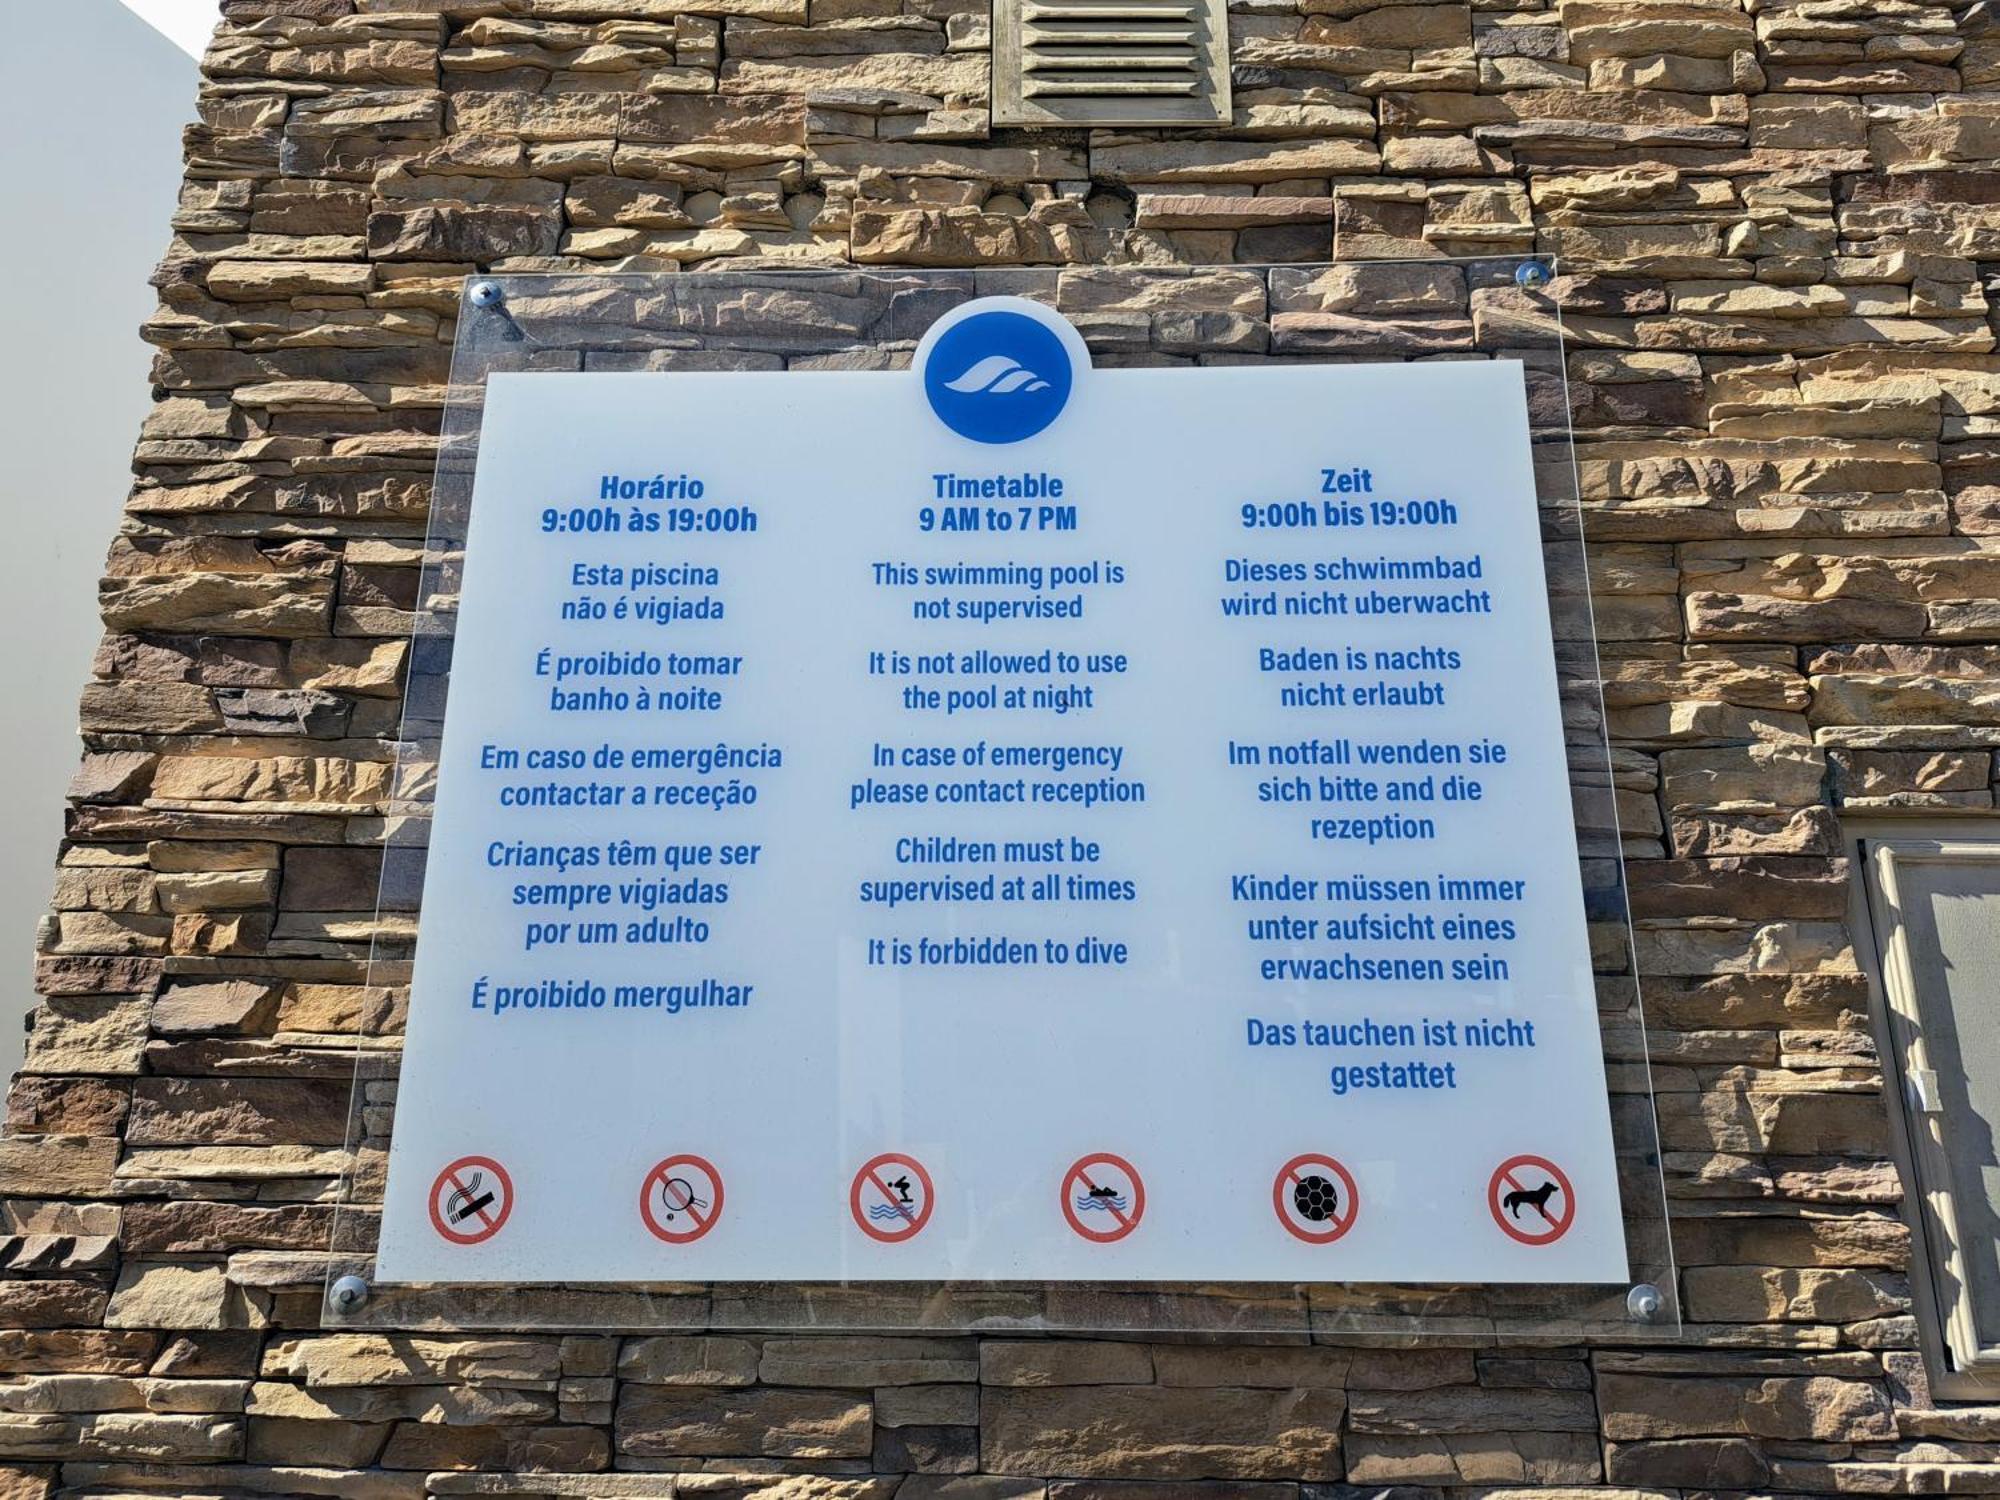 Horário
9:00h às 19:00h
Esta piscina
não é vigiada
É proibido tomar
banho à noite
Em caso de emergência
contactar a receção
Crianças têm que ser
sempre vigiadas
por um adulto
É proibido mergulhar
Timetable
9 AM to 7 PM
This swimming pool is
not supervised
It is not allowed to use
the pool at night
In case of emergency
please contact reception
Children must be
supervised at all times
It is forbidden to dive
Zeit
9:00h bis 19:00h
Dieses schwimmbad
wird nicht uberwacht
Baden is nachts
nicht erlaubt
Im notfall wenden sie
sich bitte and die
rezeption
Kinder müssen immer
unter aufsicht eines
erwachsenen sein
Das tauchen ist nicht
gestattet